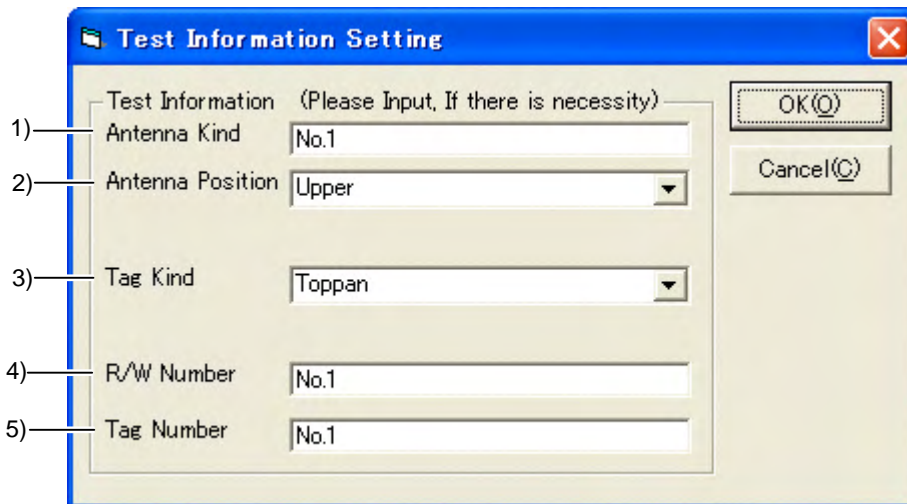 Test Information Setting
Test Information (Please Input, If there is necessity)
OK(O)
1) Antenna Kind No.1
2) Antenna Position Upper
Cancel(C)
3) Tag Kind Toppan
4) R/W Number No.1
5) Tag Number No.1